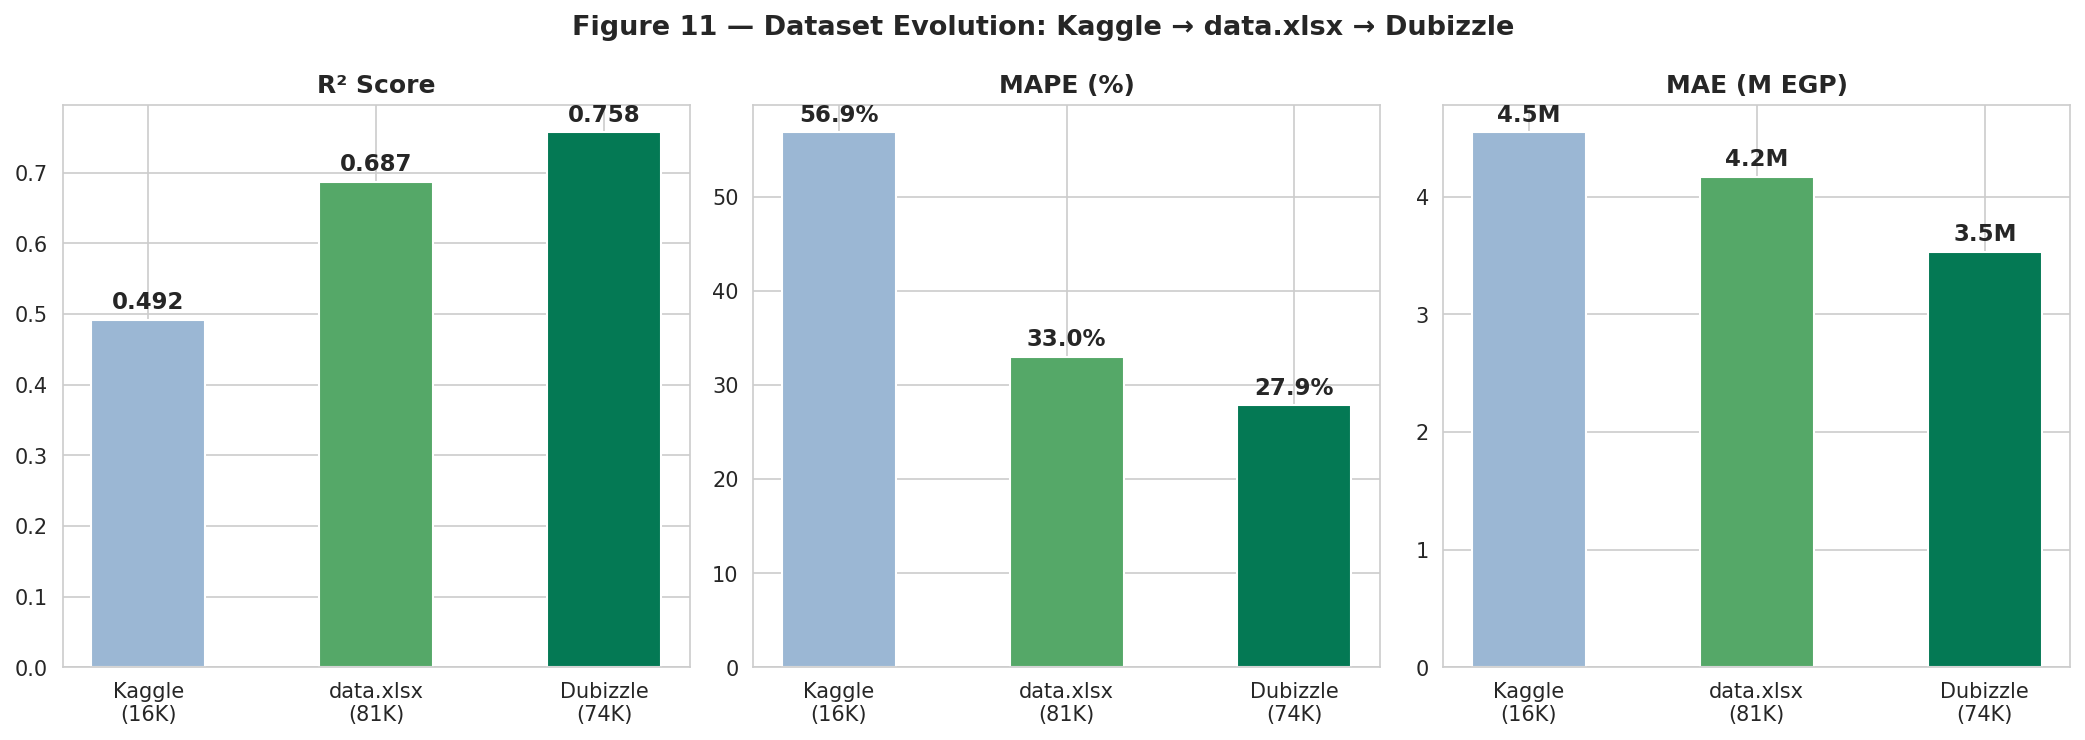 Figure 11 — Dataset Evolution: Kaggle → data.xlsx → Dubizzle
R² Score
0.7
0.6
0.5
0.4
0.3
0.2
0.1
0.0
0.492
0.687
0.758
Kaggle
(16K)
data.xlsx
(81K)
Dubizzle
(74K)
MAPE (%)
50
40
30
20
10
0
56.9%
33.0%
27.9%
Kaggle
(16K)
data.xlsx
(81K)
Dubizzle
(74K)
MAE (M EGP)
4
3
2
1
0
4.5M
4.2M
3.5M
Kaggle
(16K)
data.xlsx
(81K)
Dubizzle
(74K)